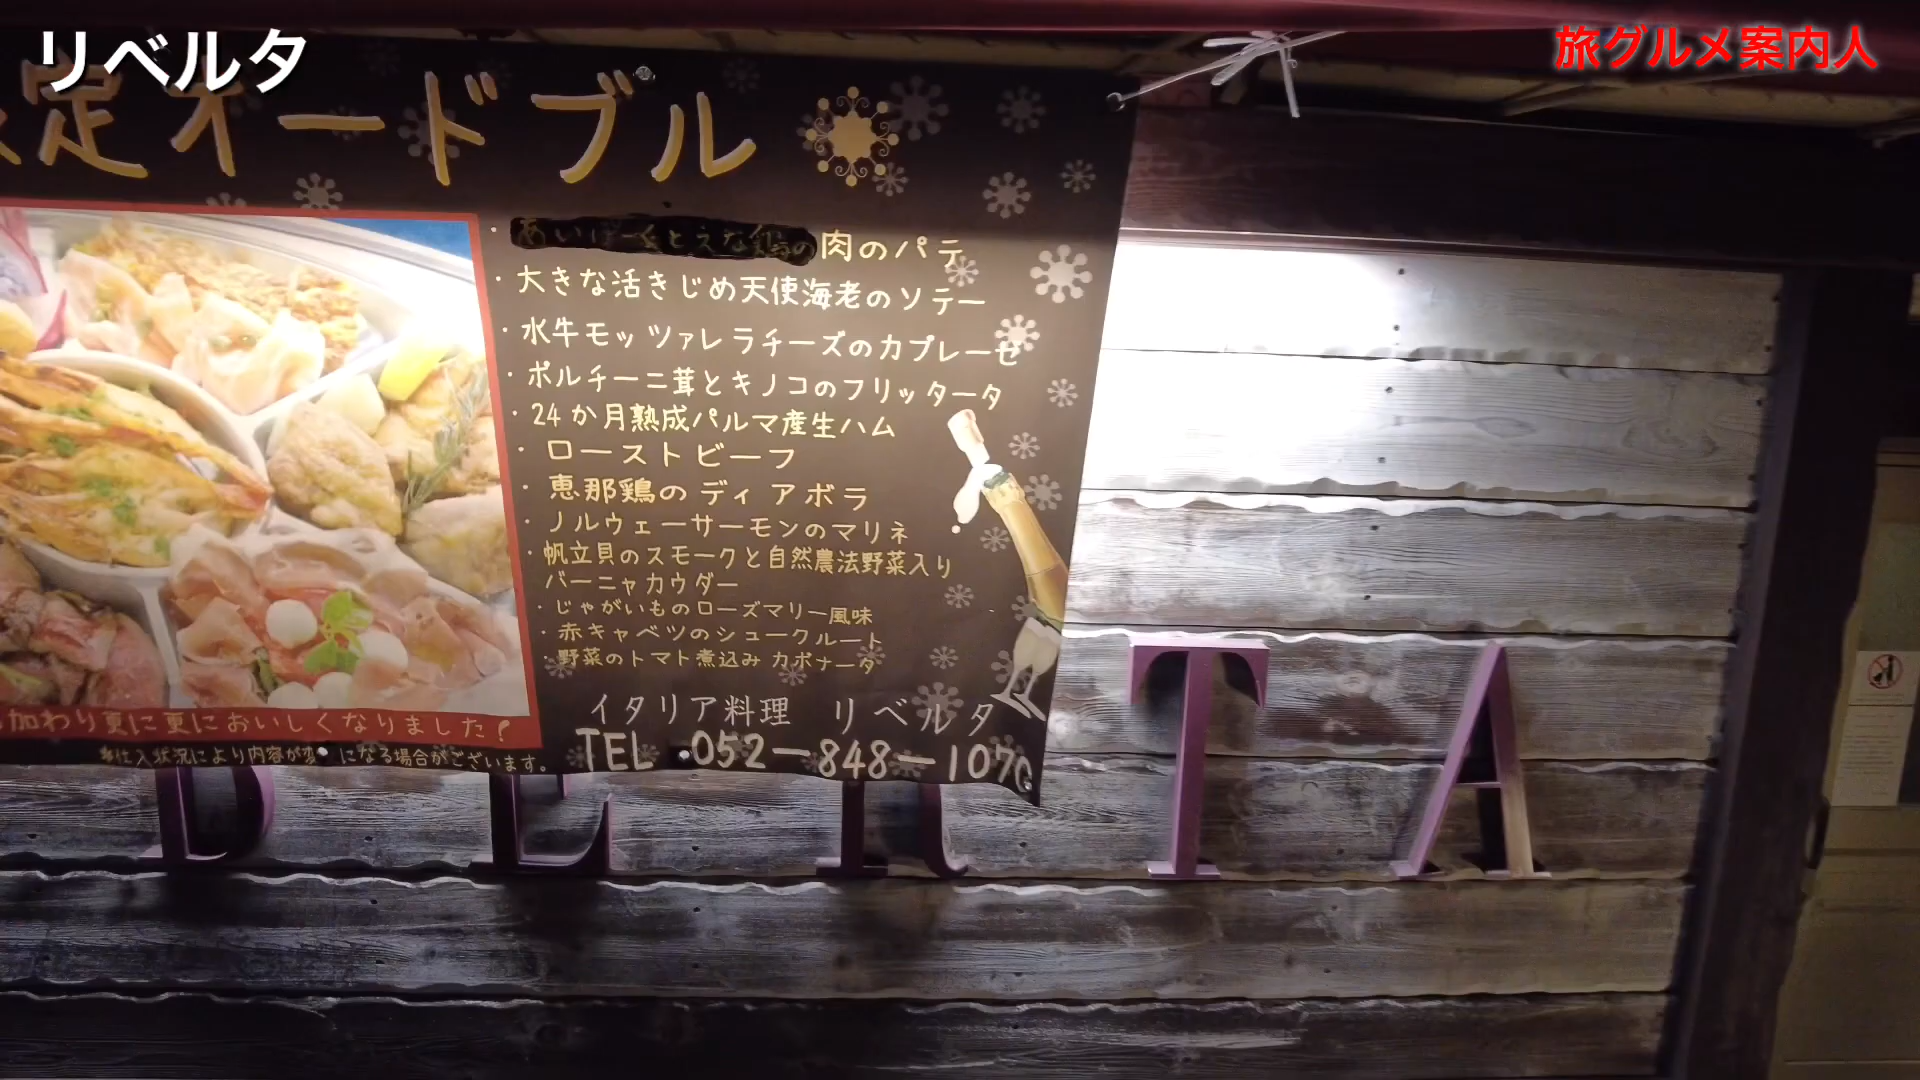 リベルタ
旅グルメ案内人
定オードブル
肉のパテ
・大きな活きじめ天使海老のソテー
・水牛モッツァレラチーズのカプレーゼ
・ポルチーニ茸とキノコのフリッタータ
・24か月熟成パルマ産生ハム
・ローストビーフ
・恵那鶏のディアボラ
・ノルウェーサーモンのマリネ
・帆立貝のスモークと自然農法野菜入り
バーニャカウダー
・じゃがいものローズマリー風味
・赤キャベツのシュークルート
・野菜のトマト煮込みカポナータ
加わり更に更においしくなりました!
※仕入状況により内容が変 になる場合がございます。
イタリア料理 リベルタ
TEL 052-848-107
BERTA